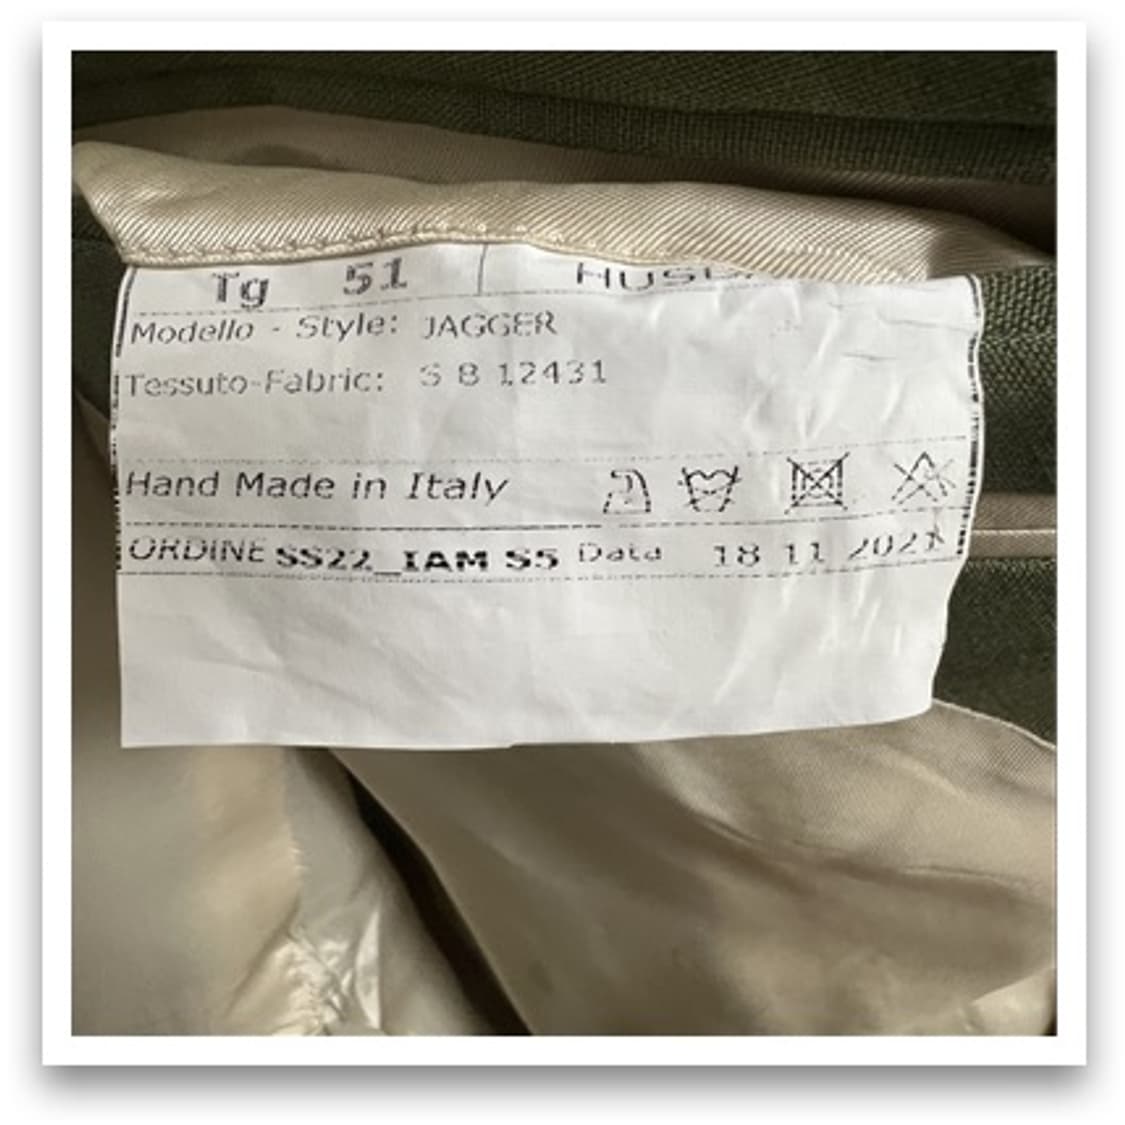 Tg 51
Modello - Style: JAGGER
Tessuto-Fabric: S 8 12431
Hand Made in Italy
ORDINE SS22_IAM S5 Data 18 11 2021